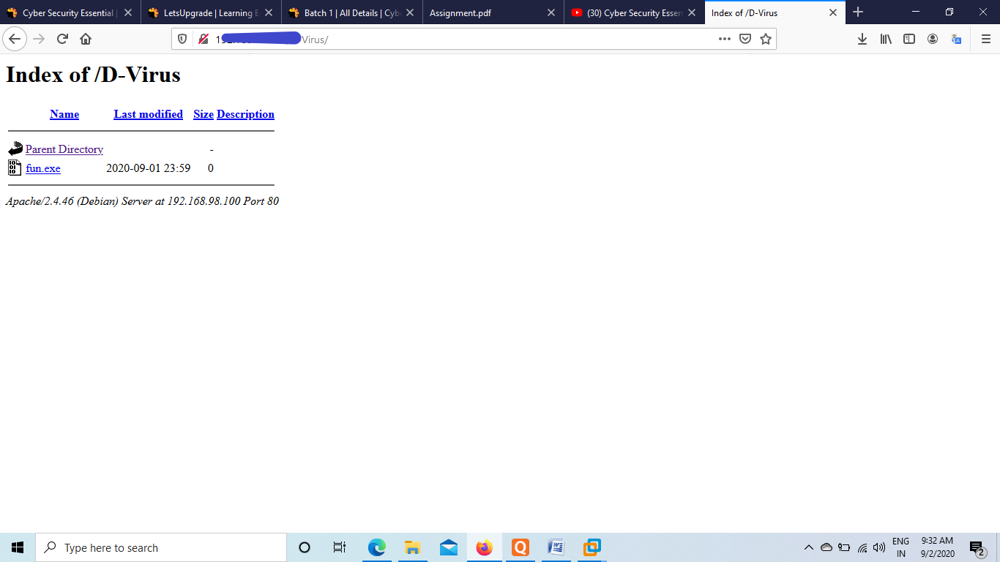 Cyber Security Essential |
LetsUpgrade | Learning E
Batch 1 | All Details | Cyb
Assignment.pdf
(30) Cyber Security Essen
Index of /D-Virus
Virus/
Index of /D-Virus
Name Last modified Size Description
Parent Directory -
fun.exe 2020-09-01 23:59 0
Apache/2.4.46 (Debian) Server at 192.168.98.100 Port 80
Type here to search
ENG
IN
9:32 AM
9/2/2020
2